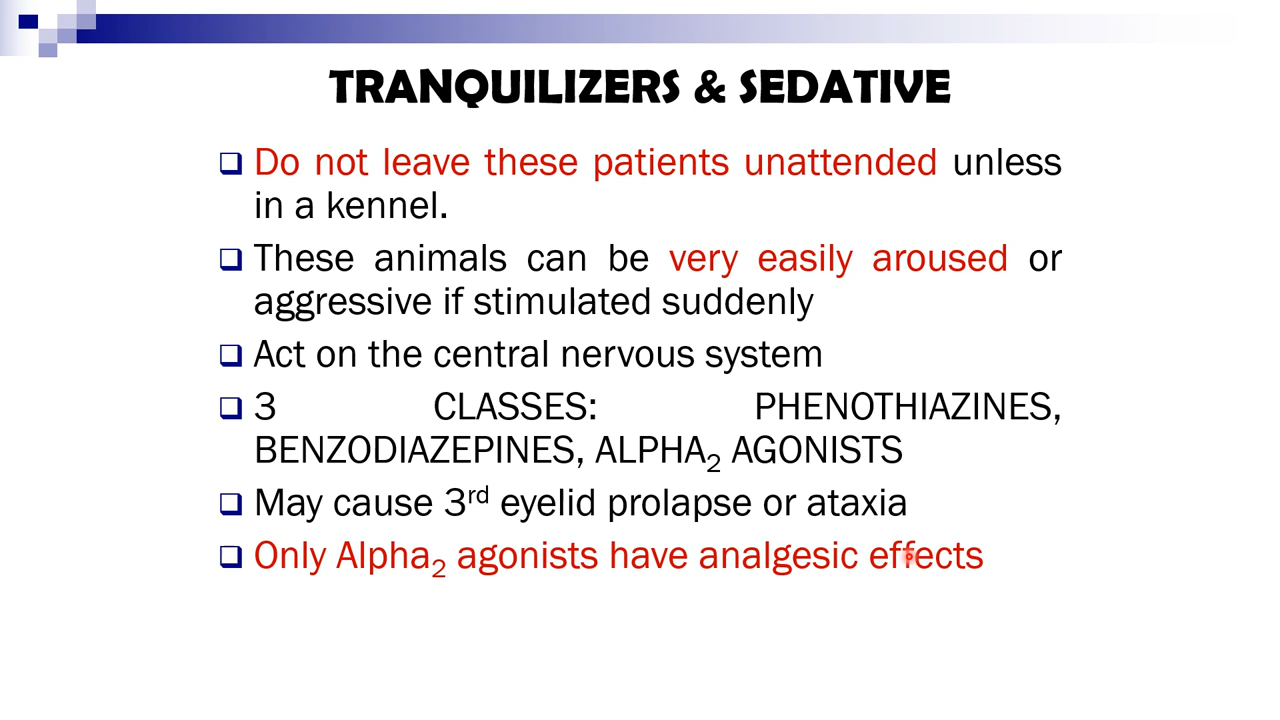 TRANQUILIZERS & SEDATIVE
❑ Do not leave these patients unattended unless
in a kennel.
❑ These animals can be very easily aroused or
aggressive if stimulated suddenly
❑ Act on the central nervous system
❑ 3 CLASSES: PHENOTHIAZINES,
BENZODIAZEPINES, ALPHA₂ AGONISTS
❑ May cause 3ʳᵈ eyelid prolapse or ataxia
❑ Only Alpha₂ agonists have analgesic effects